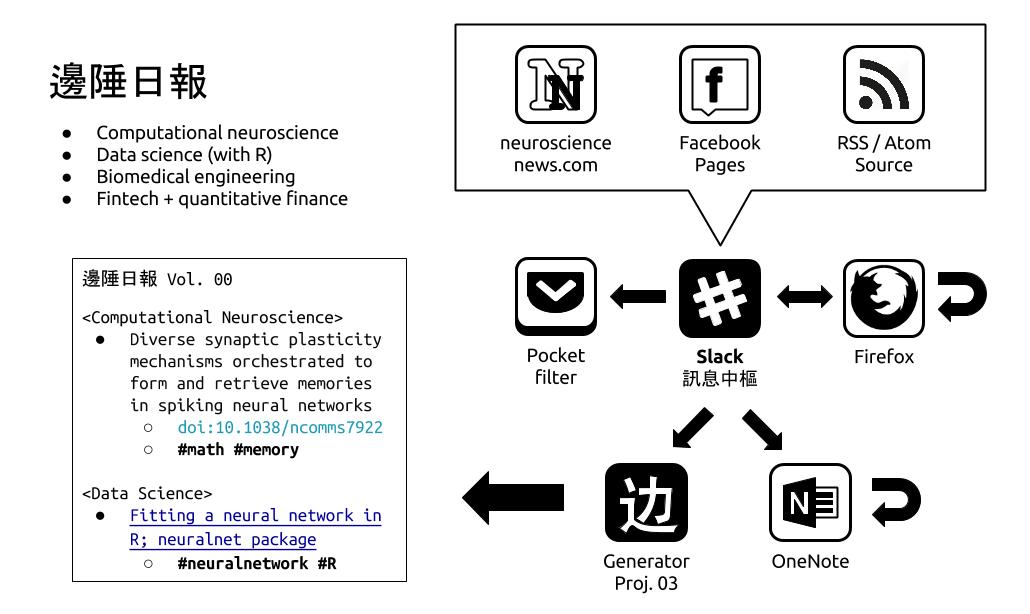 邊陲日報
● Computational neuroscience
● Data science (with R)
● Biomedical engineering
● Fintech + quantitative finance
neuroscience
news.com
Facebook
Pages
RSS / Atom
Source
邊陲日報 Vol. 00
<Computational Neuroscience>
● Diverse synaptic plasticity
mechanisms orchestrated to
form and retrieve memories
in spiking neural networks
○ doi:10.1038/ncomms7922
○ #math #memory
<Data Science>
● Fitting a neural network in
R; neuralnet package
○ #neuralnetwork #R
Pocket
filter
Slack
訊息中樞
Firefox
边
Generator
Proj. 03
N
OneNote